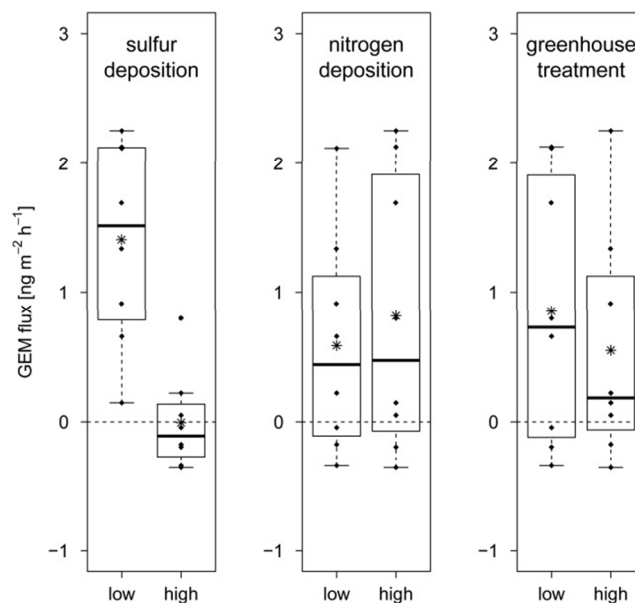 sulfur
deposition
nitrogen
deposition
greenhouse
treatment
GEM flux [ng m⁻² h⁻¹]
3
2
1
0
−1
low high
3
2
1
0
−1
low high
3
2
1
0
−1
low high